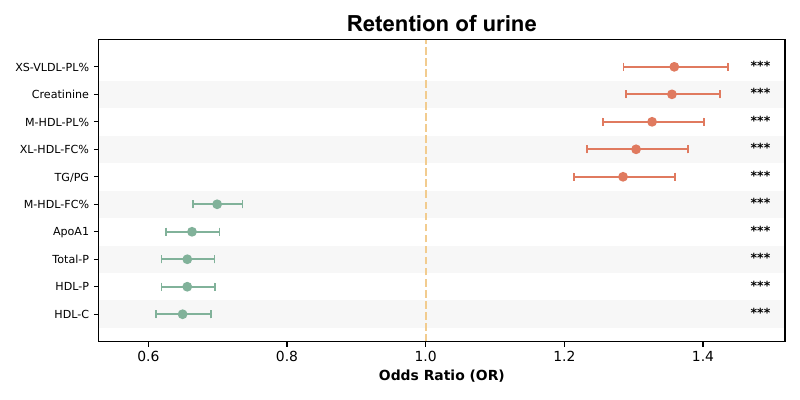 Retention of urine
XS-VLDL-PL% ***
Creatinine ***
M-HDL-PL% ***
XL-HDL-FC% ***
TG/PG ***
M-HDL-FC% ***
ApoA1 ***
Total-P ***
HDL-P ***
HDL-C ***
0.6 0.8 1.0 1.2 1.4
Odds Ratio (OR)